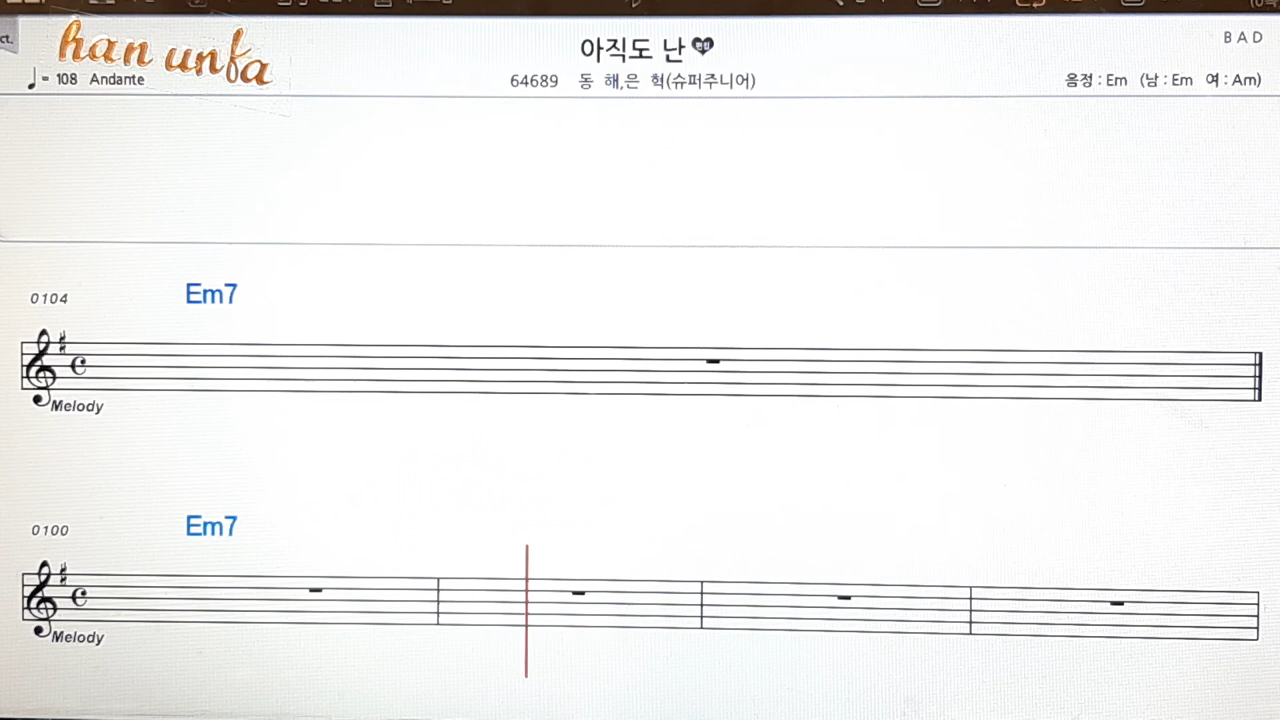 ct.
han unfa
♩= 108 Andante
아직도 난
64689 동 해,은 혁(슈퍼주니어)
B A D
음정 : Em (남 : Em 여 : Am)
0104
Em7
Melody
0100
Em7
Melody